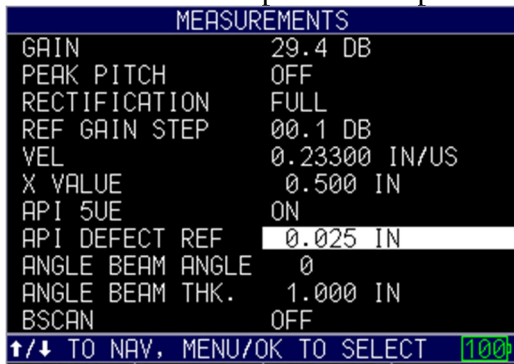 MEASUREMENTS
GAIN 29.4 DB
PEAK PITCH OFF
RECTIFICATION FULL
REF GAIN STEP 00.1 DB
VEL 0.23300 IN/US
X VALUE 0.500 IN
API 5UE ON
API DEFECT REF 0.025 IN
ANGLE BEAM ANGLE 0
ANGLE BEAM THK. 1.000 IN
BSCAN OFF
↑/↓ TO NAV, MENU/OK TO SELECT 100